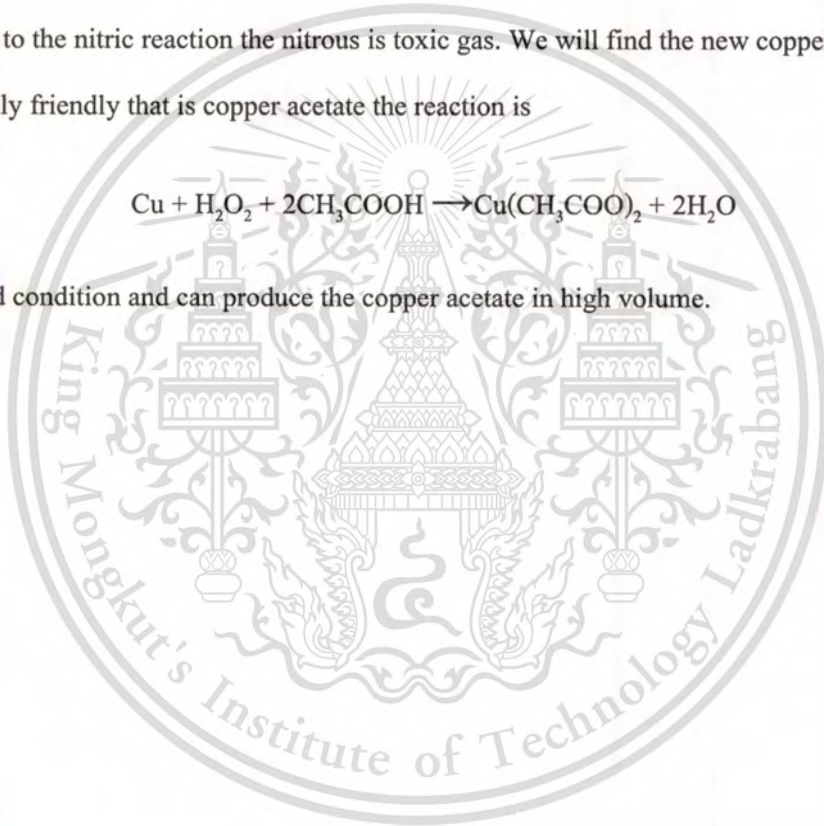 to the nitric reaction the nitrous is toxic gas. We will find the new coppe
ly friendly that is copper acetate the reaction is
Cu + H₂O₂ + 2CH₃COOH ⟶Cu(CH₃COO)₂ + 2H₂O
condition and can produce the copper acetate in high volume.
King Mongkut's Institute of Technology Ladkrabang